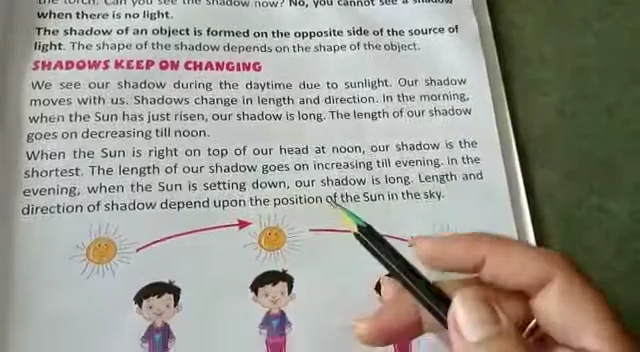 the torch. Can you see the shadow now? No, you cannot see a shadow
when there is no light.
The shadow of an object is formed on the opposite side of the source of
light. The shape of the shadow depends on the shape of the object.
SHADOWS KEEP ON CHANGING
We see our shadow during the daytime due to sunlight. Our shadow
moves with us. Shadows change in length and direction. In the morning,
when the Sun has just risen, our shadow is long. The length of our shadow
goes on decreasing till noon.
When the Sun is right on top of our head at noon, our shadow is the
shortest. The length of our shadow goes on increasing till evening. In the
evening, when the Sun is setting down, our shadow is long. Length and
direction of shadow depend upon the position of the Sun in the sky.